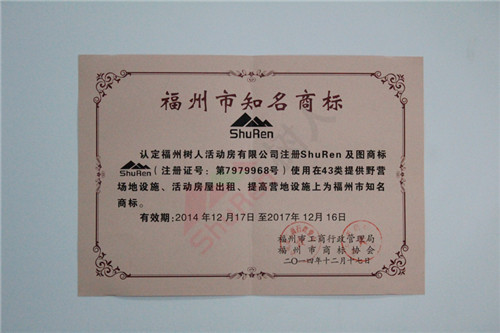 福州市知名商标
ShuRen
认定福州树人活动房有限公司注册ShuRen 及图商标
ShuRen (注册证号：第7979968号) 使用在43类提供野营
场地设施、活动房屋出租、提高营地设施上为福州市知名
商标。
有效期：2014年12月17日至2017年12月16日
福州市工商行政管理局
福州市商标协会
二〇一四年十二月十七日